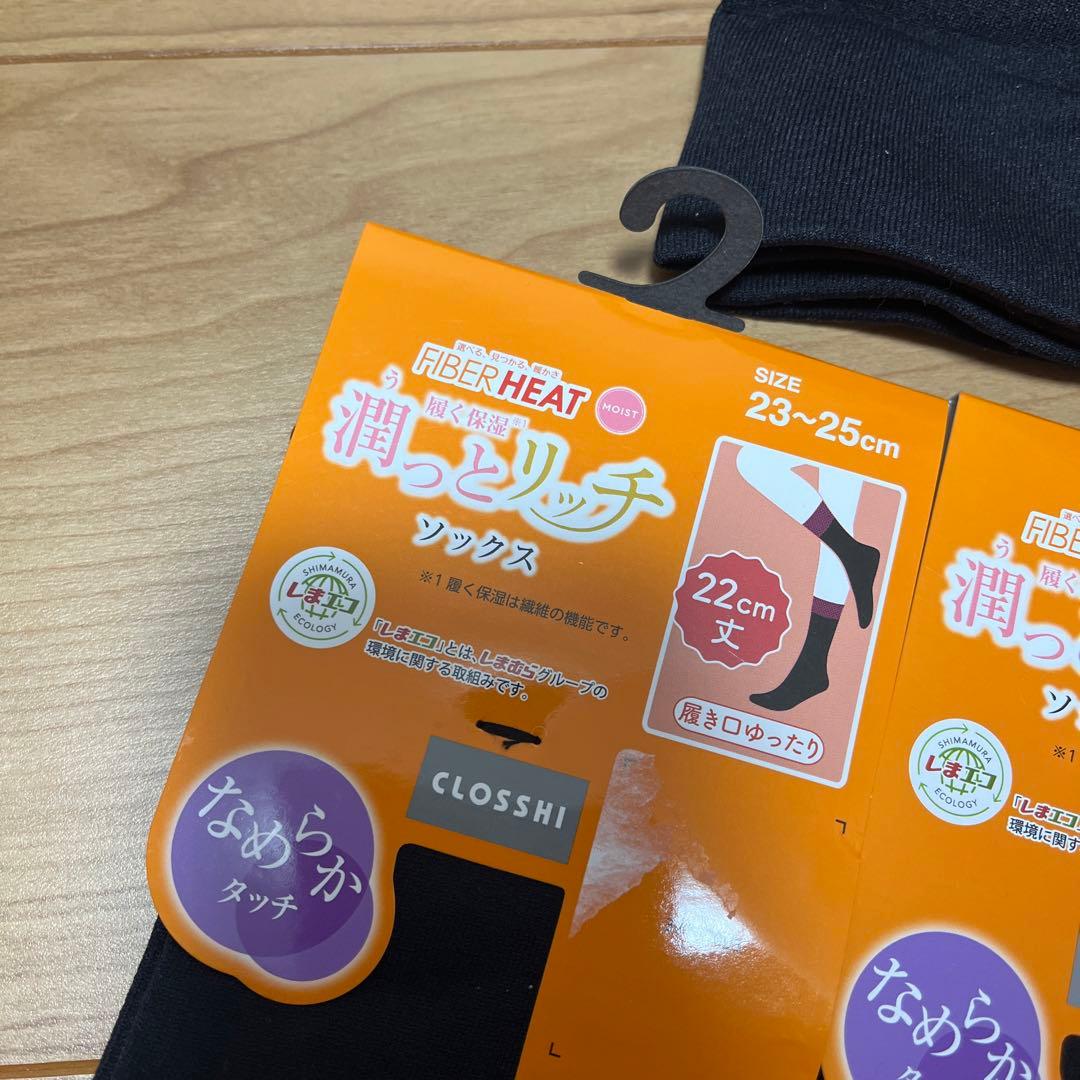 選べる、見つかる、暖かさ
FIBER HEAT
MOIST
履く保湿※1
う
潤っとリッチ
ソックス
※1 履く保湿は繊維の機能です。
SHIMAMURA
しまエコ
ECOLOGY
「しまエコ」とは、しまむらグループの
環境に関する取組みです。
SIZE
23~25cm
22cm
丈
履き口ゆったり
CLOSSHI
なめらか
タッチ
選べ
FIBE
履く
う
潤っ
ソ
※1
SHIMAMURA
しまエコ
ECOLOGY
「しまエコ
環境に関す
なめらか
タ